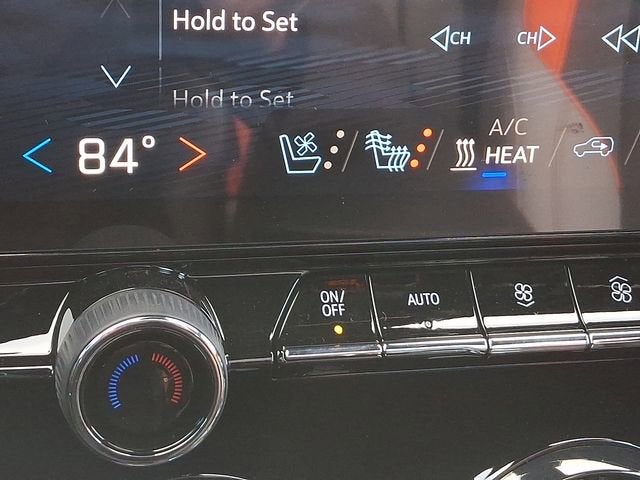 Hold to Set
CH CH
Hold to Set
84°
A/C
HEAT
ON/
OFF
AUTO